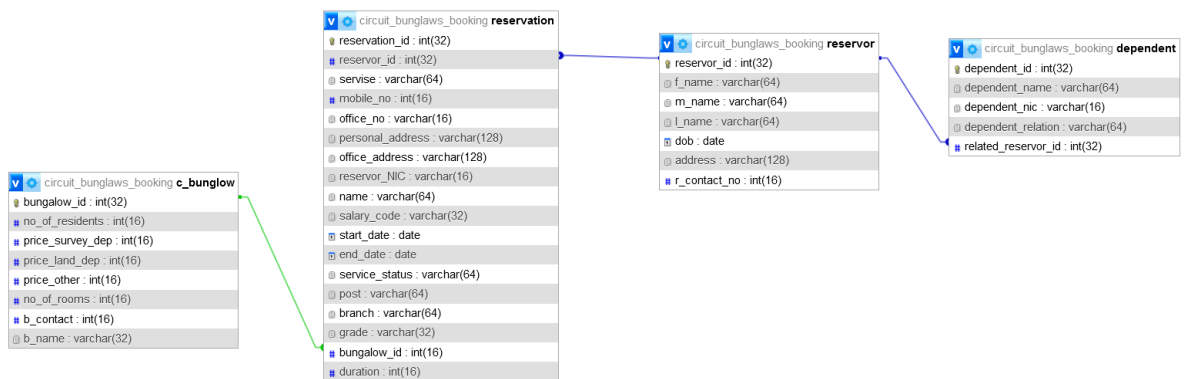 circuit_bunglaws_booking reservation
reservation_id : int(32)
reservor_id : int(32)
servise : varchar(64)
mobile_no : int(16)
office_no : varchar(16)
personal_address : varchar(128)
office_address : varchar(128)
reservor_NIC : varchar(16)
name : varchar(64)
salary_code : varchar(32)
start_date : date
end_date : date
service_status : varchar(64)
post : varchar(64)
branch : varchar(64)
grade : varchar(32)
bungalow_id : int(16)
duration : int(16)
circuit_bunglaws_booking reservor
reservor_id : int(32)
f_name : varchar(64)
m_name : varchar(64)
l_name : varchar(64)
dob : date
address : varchar(128)
r_contact_no : int(16)
circuit_bunglaws_booking dependent
dependent_id : int(32)
dependent_name : varchar(64)
dependent_nic : varchar(16)
dependent_relation : varchar(64)
related_reservor_id : int(32)
circuit_bunglaws_booking c_bunglow
bungalow_id : int(32)
no_of_residents : int(16)
price_survey_dep : int(16)
price_land_dep : int(16)
price_other : int(16)
no_of_rooms : int(16)
b_contact : int(16)
b_name : varchar(32)